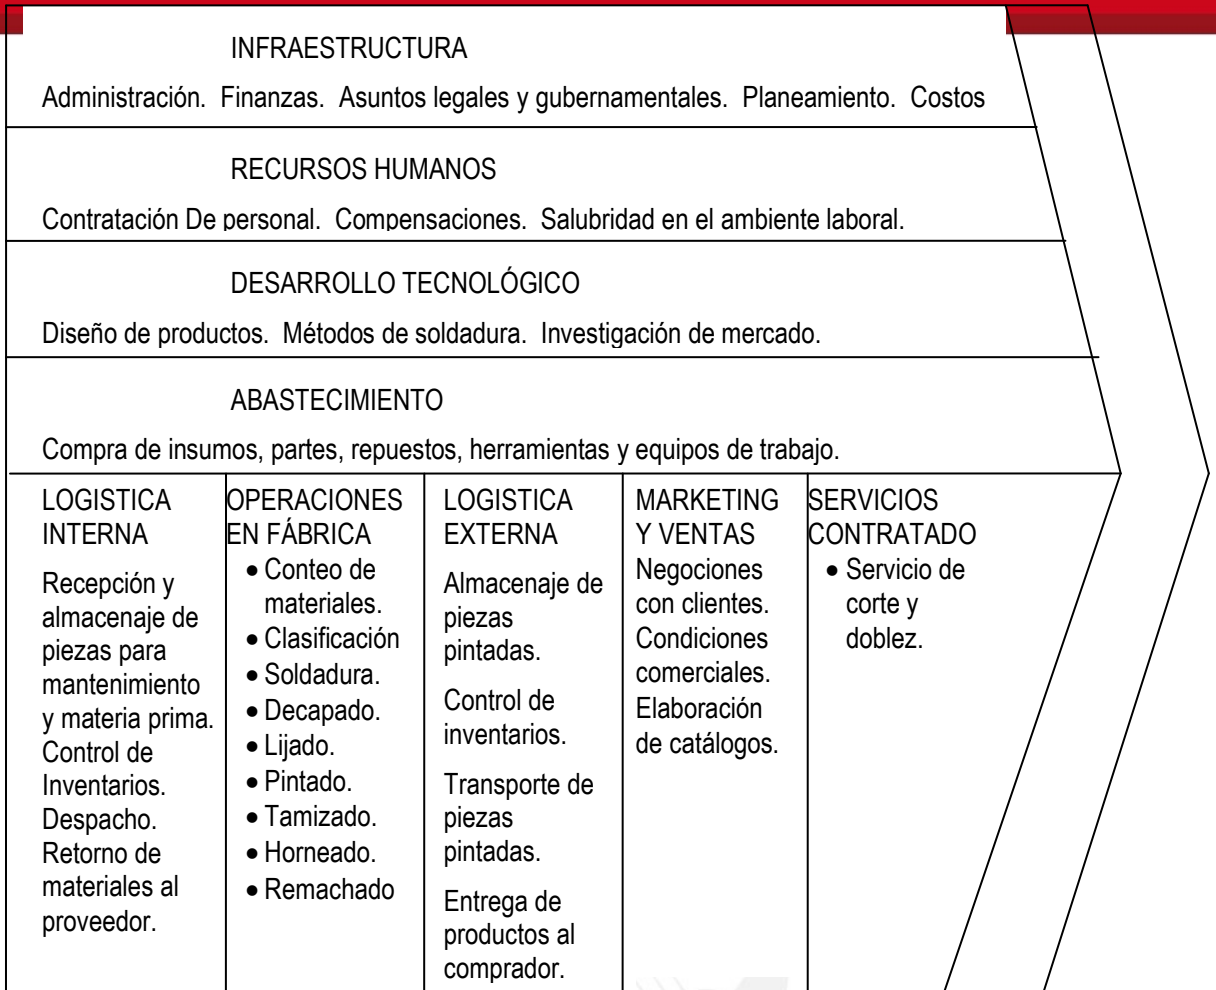 INFRAESTRUCTURA
Administración. Finanzas. Asuntos legales y gubernamentales. Planeamiento. Costos
RECURSOS HUMANOS
Contratación De personal. Compensaciones. Salubridad en el ambiente laboral.
DESARROLLO TECNOLÓGICO
Diseño de productos. Métodos de soldadura. Investigación de mercado.
ABASTECIMIENTO
Compra de insumos, partes, repuestos, herramientas y equipos de trabajo.
LOGISTICA
INTERNA
Recepción y
almacenaje de
piezas para
mantenimiento
y materia prima.
Control de
Inventarios.
Despacho.
Retorno de
materiales al
proveedor.
OPERACIONES
EN FÁBRICA
• Conteo de
materiales.
• Clasificación
• Soldadura.
• Decapado.
• Lijado.
• Pintado.
• Tamizado.
• Horneado.
• Remachado
LOGISTICA
EXTERNA
Almacenaje de
piezas
pintadas.
Control de
inventarios.
Transporte de
piezas
pintadas.
Entrega de
productos al
comprador.
MARKETING
Y VENTAS
Negociones
con clientes.
Condiciones
comerciales.
Elaboración
de catálogos.
SERVICIOS
CONTRATADO
• Servicio de
corte y
doblez.